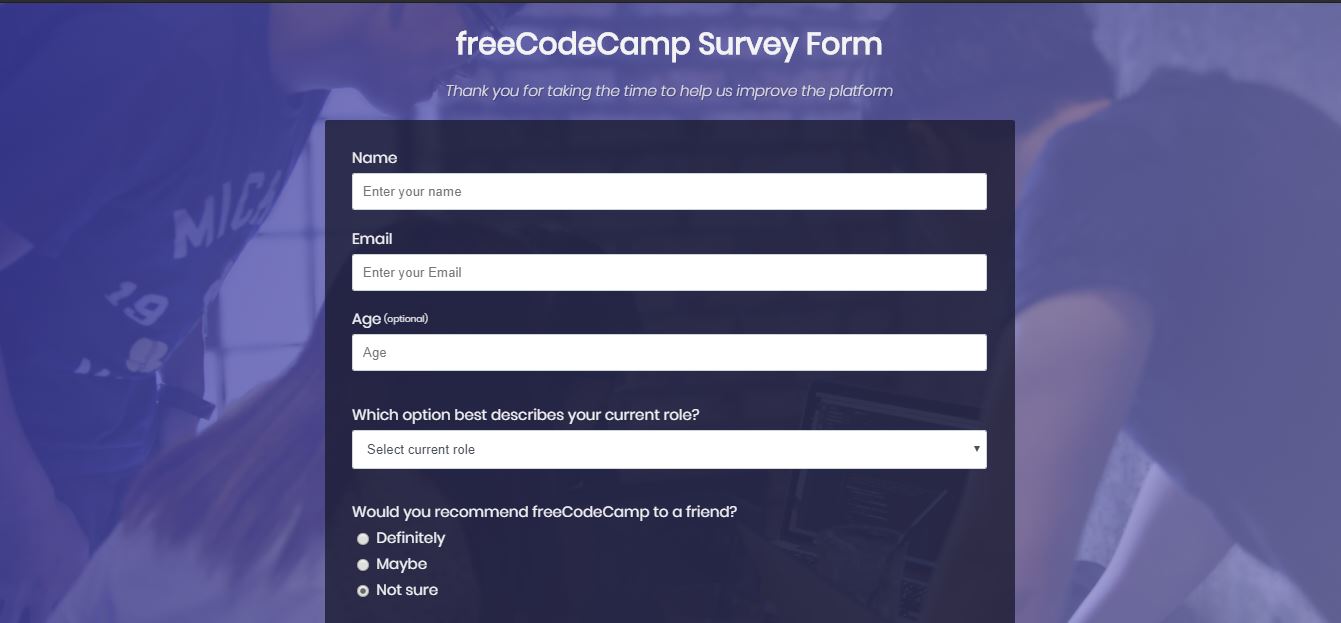 freeCodeCamp Survey Form
Thank you for taking the time to help us improve the platform
Name
Enter your name
Email
Enter your Email
Age (optional)
Age
Which option best describes your current role?
Select current role
Would you recommend freeCodeCamp to a friend?
Definitely
Maybe
Not sure
19